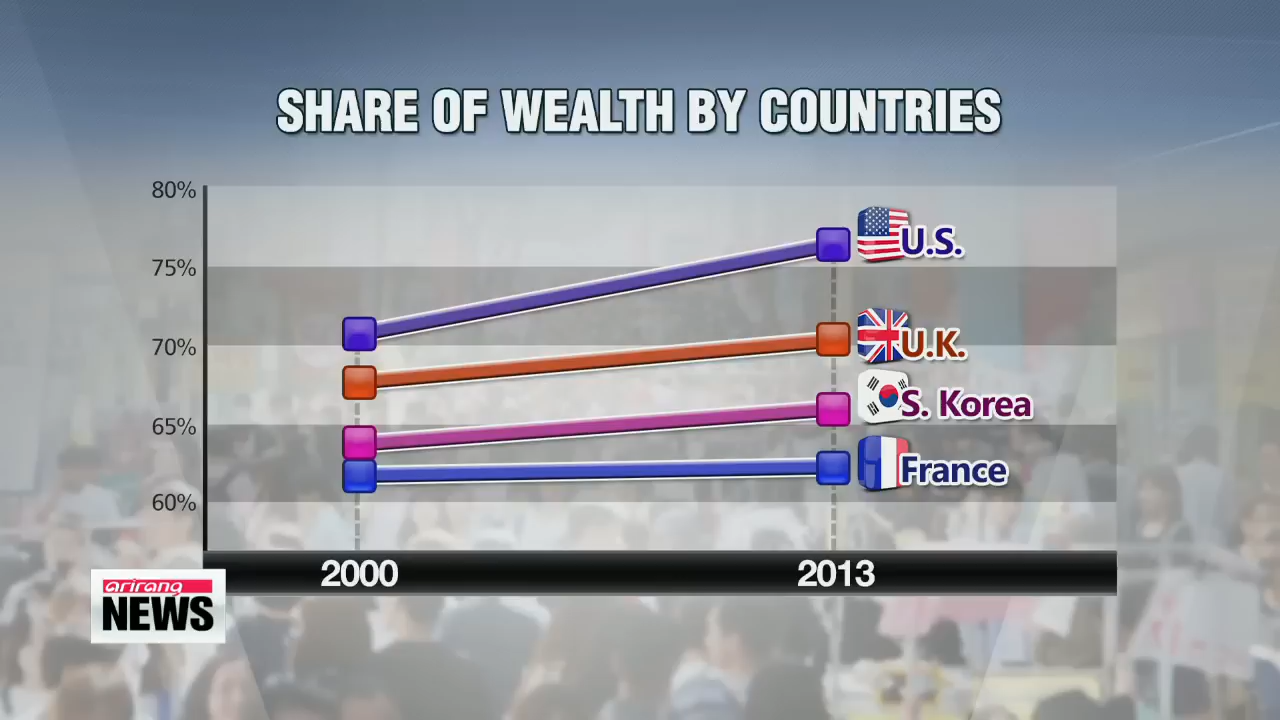 SHARE OF WEALTH BY COUNTRIES
80%
75%
70%
65%
60%
U.S.
U.K.
S. Korea
France
2000 2013
arirang
NEWS